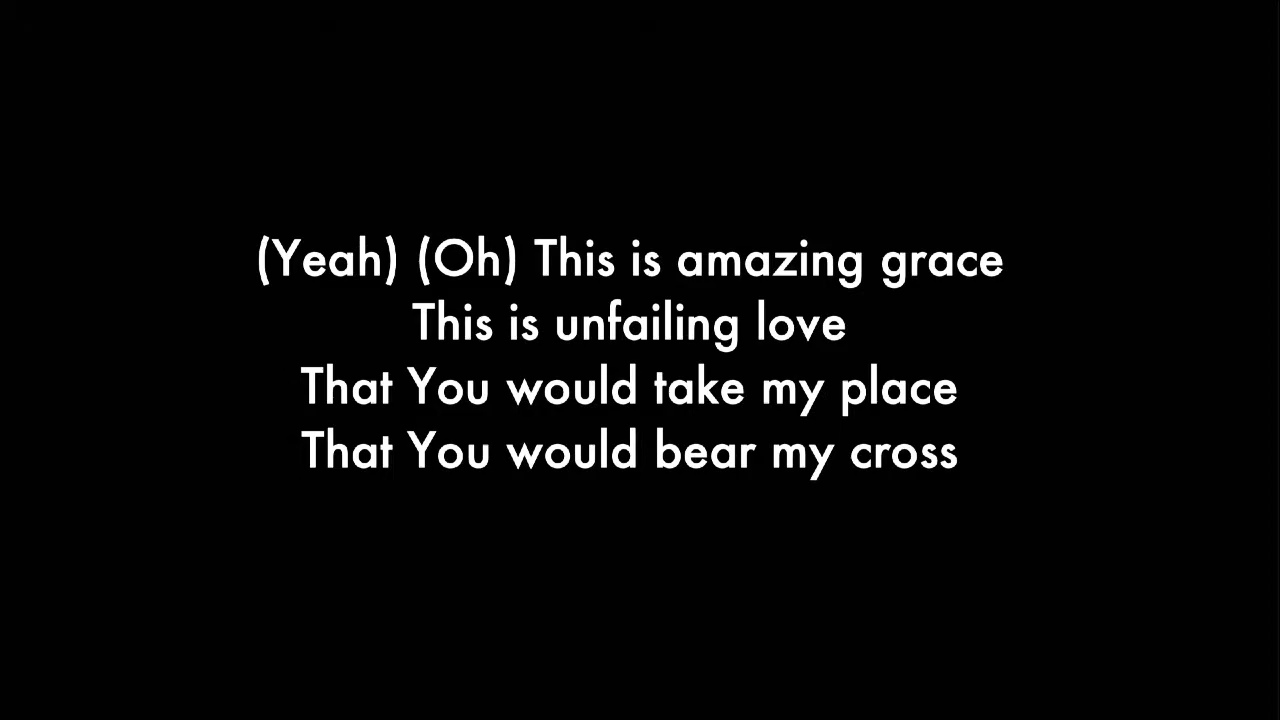 (Yeah) (Oh) This is amazing grace
This is unfailing love
That You would take my place
That You would bear my cross